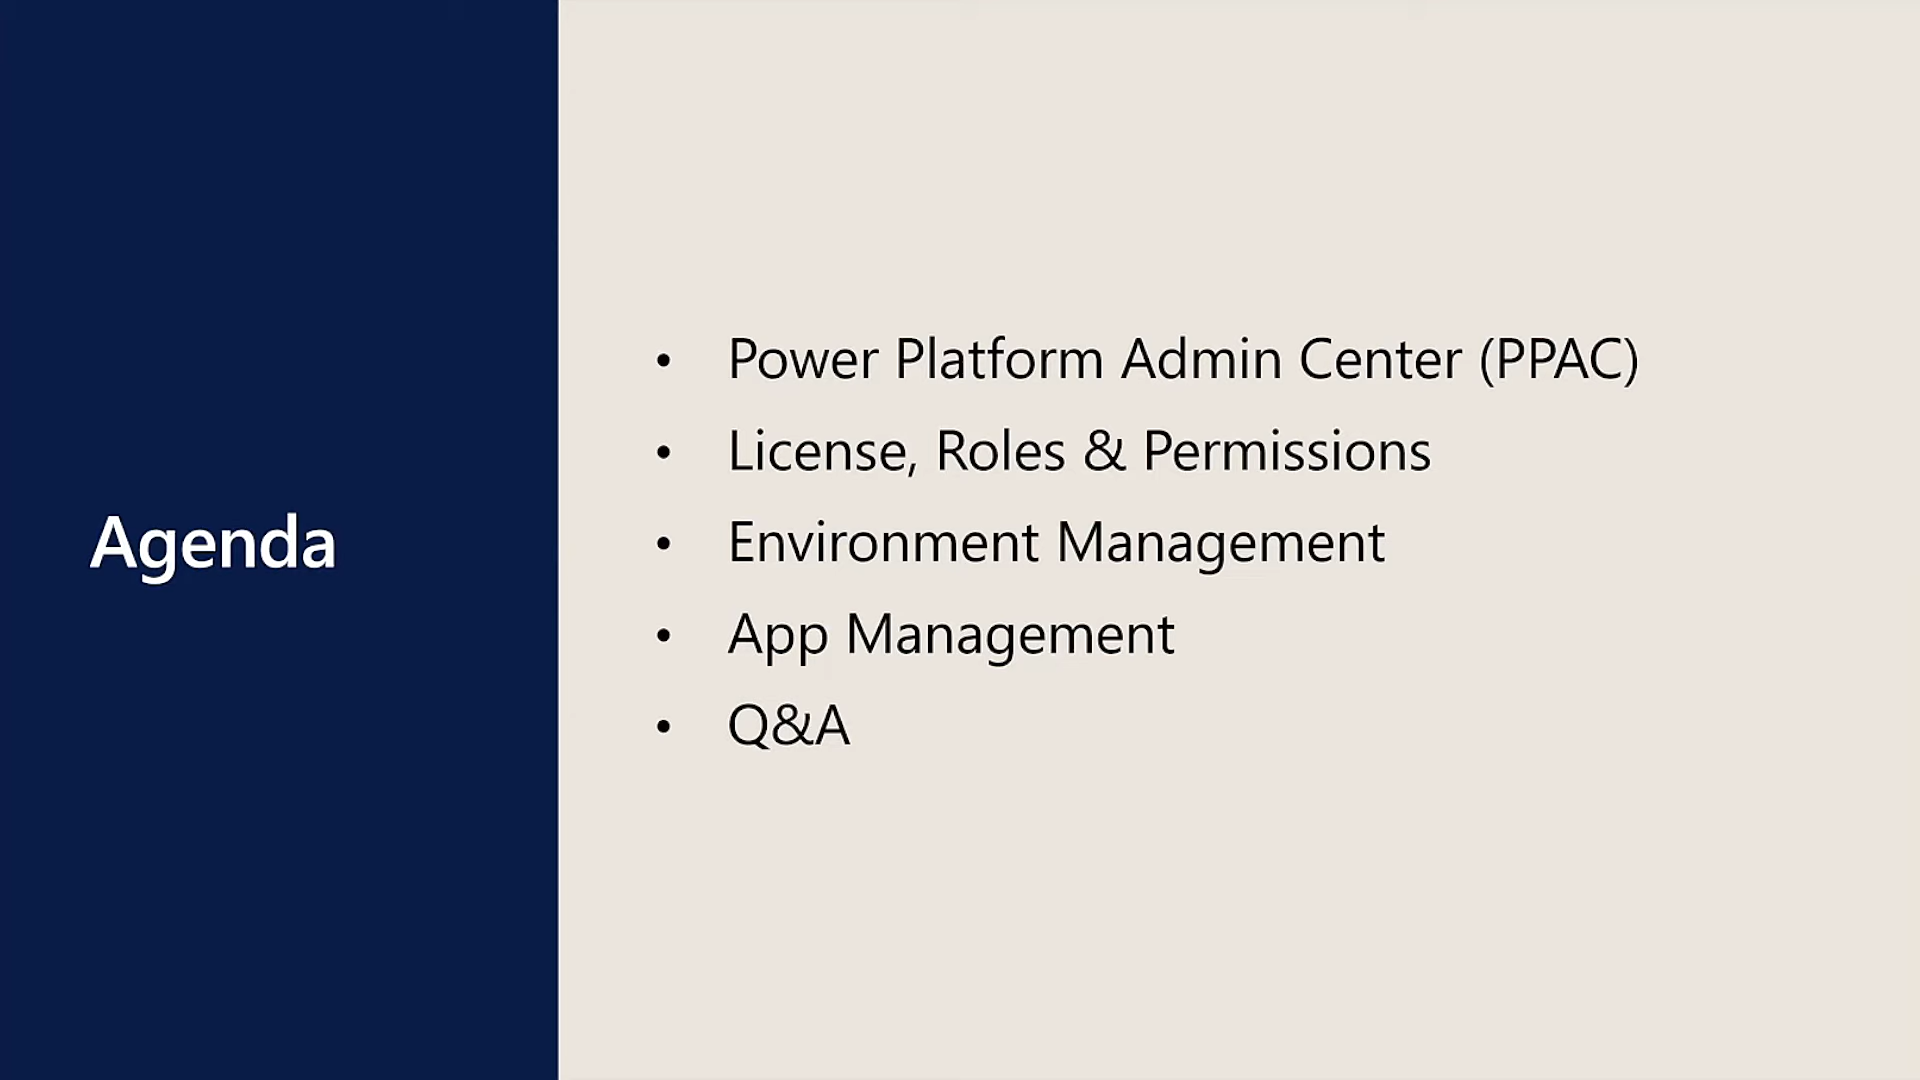 Agenda
• Power Platform Admin Center (PPAC)
• License, Roles & Permissions
• Environment Management
• App Management
• Q&A